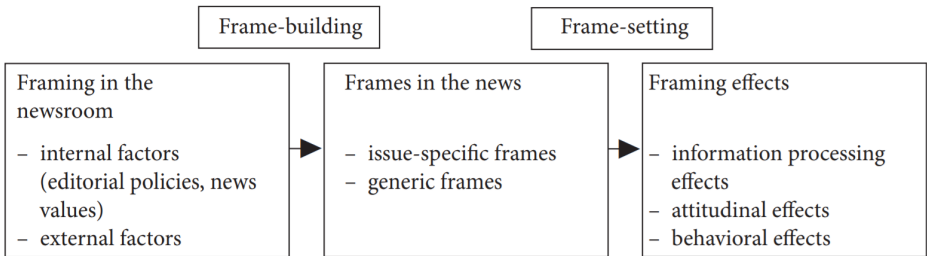 Frame-building
Frame-setting
Framing in the
newsroom
– internal factors
(editorial policies, news
values)
– external factors
Frames in the news
– issue-specific frames
– generic frames
Framing effects
– information processing
effects
– attitudinal effects
– behavioral effects